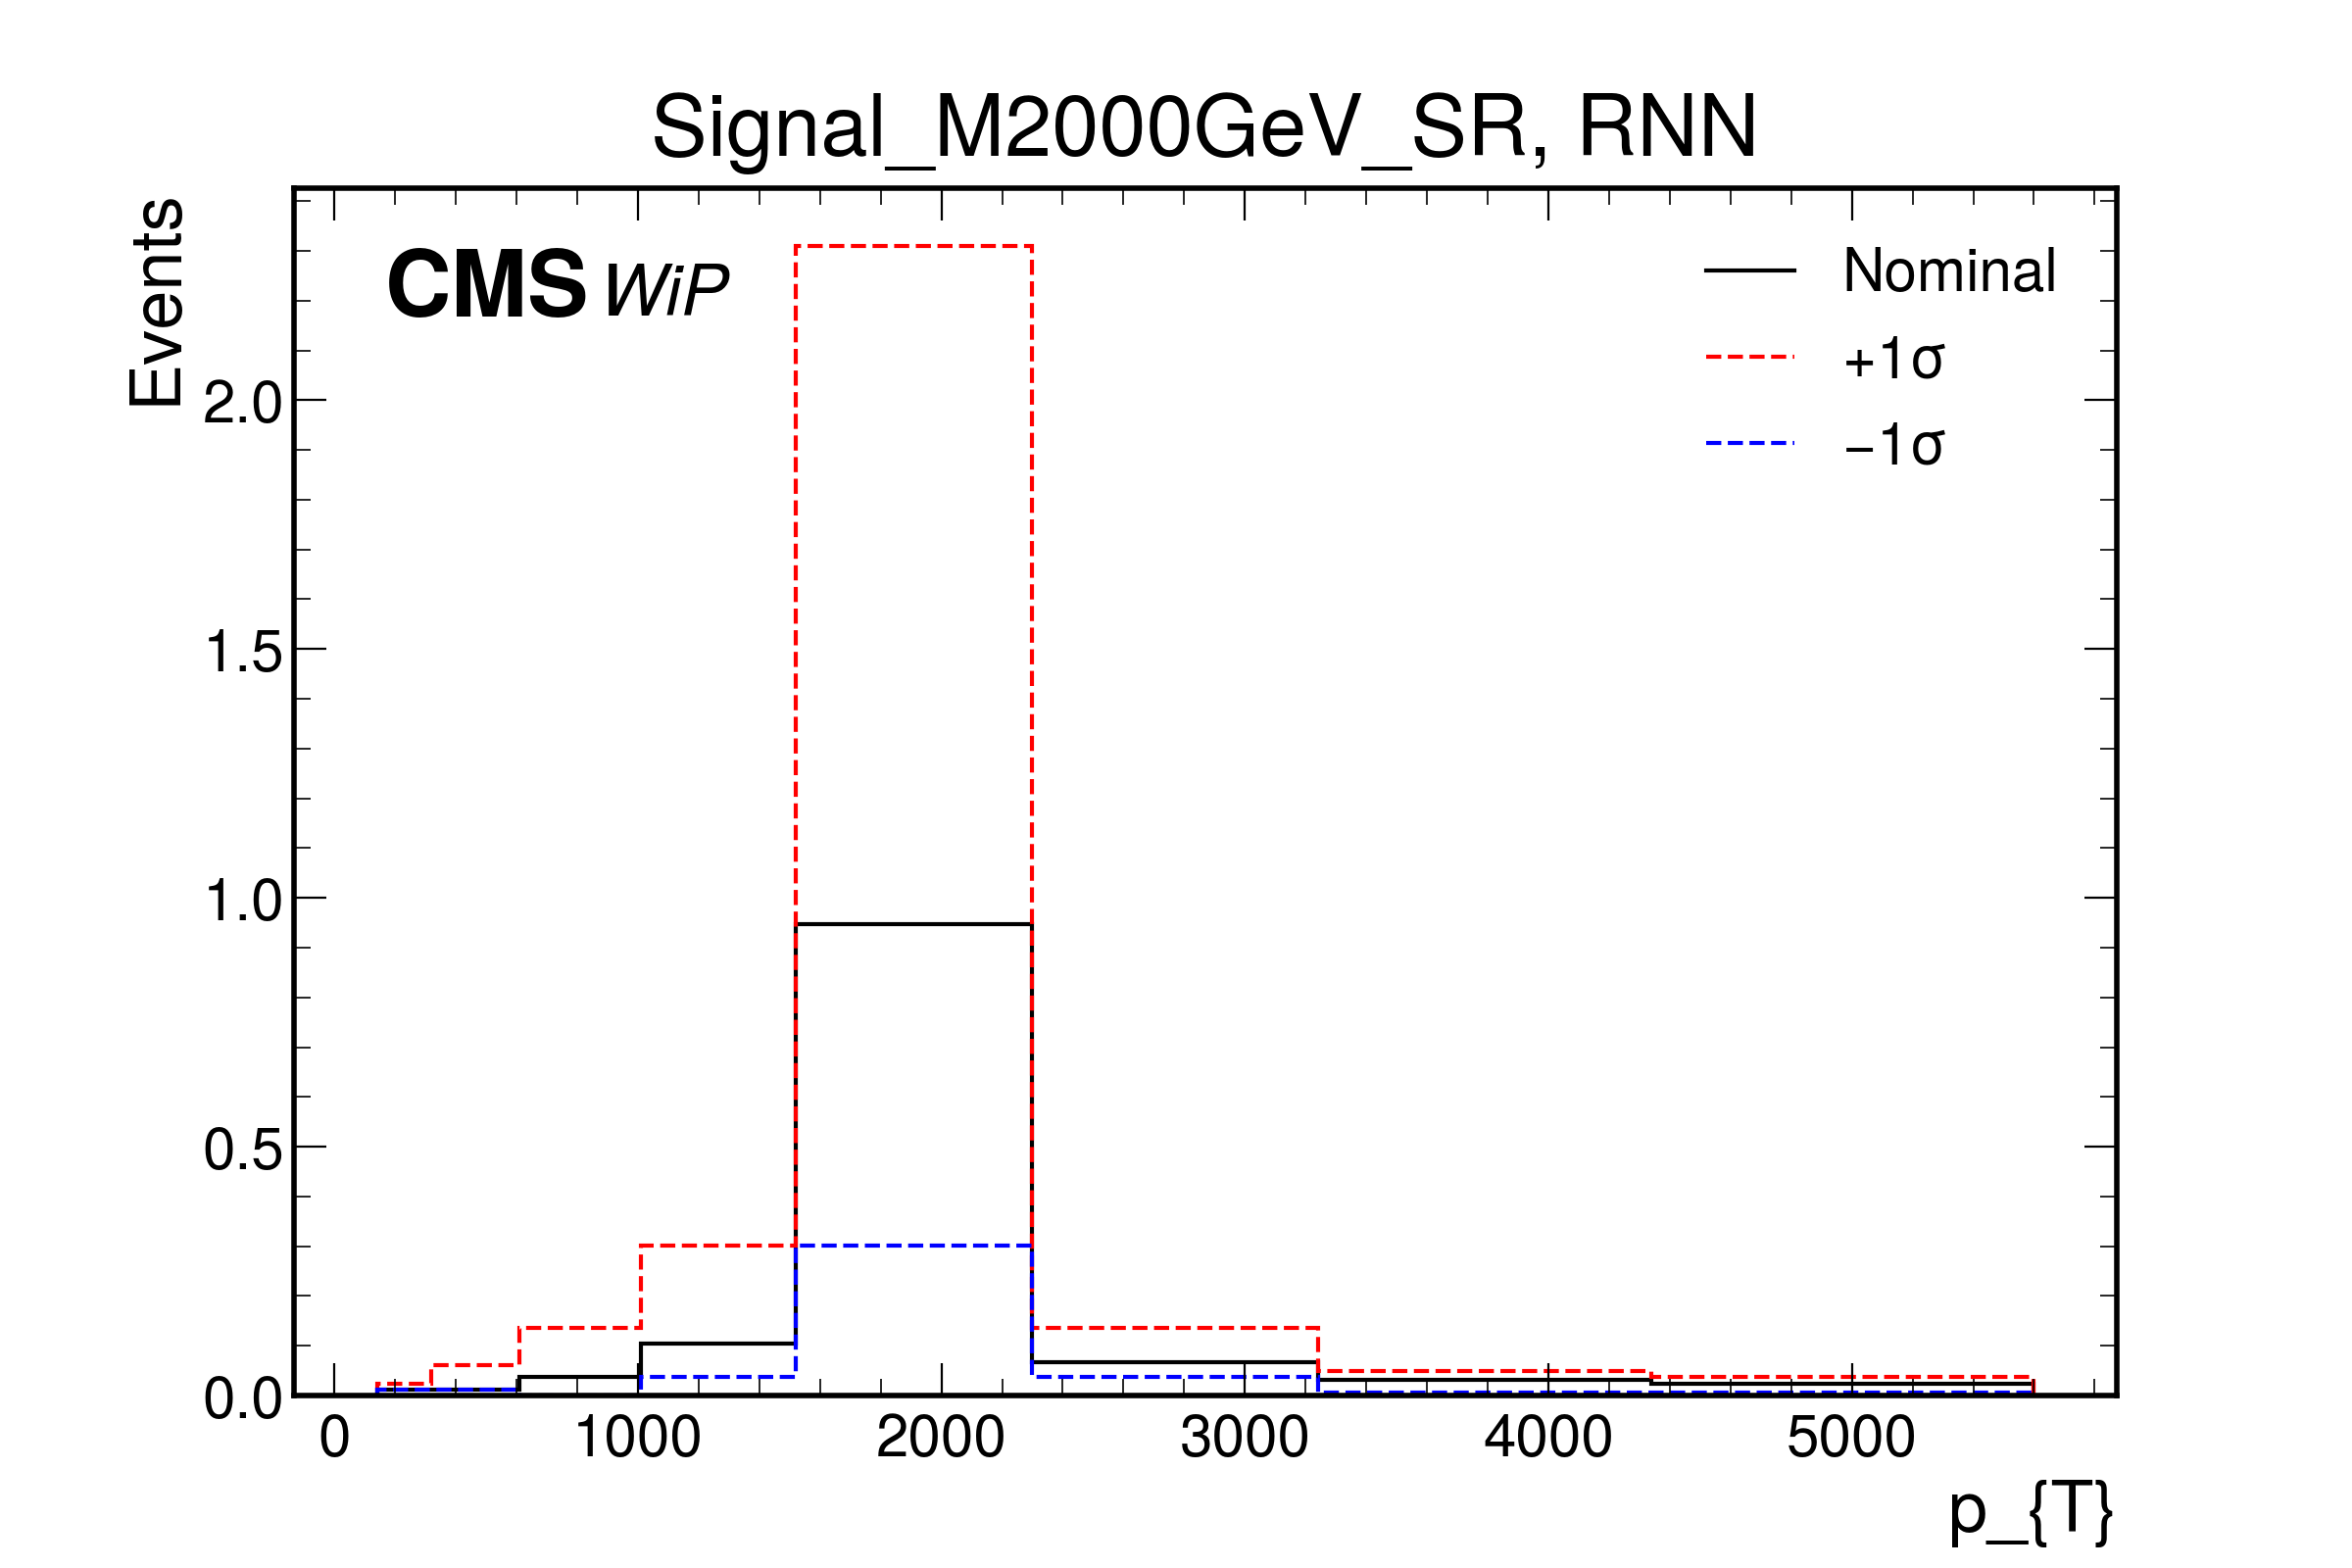 Signal_M2000GeV_SR, RNN
Events
CMS WiP
Nominal
+1σ
−1σ
2.0
1.5
1.0
0.5
0.0
0 1000 2000 3000 4000 5000
p_{T}